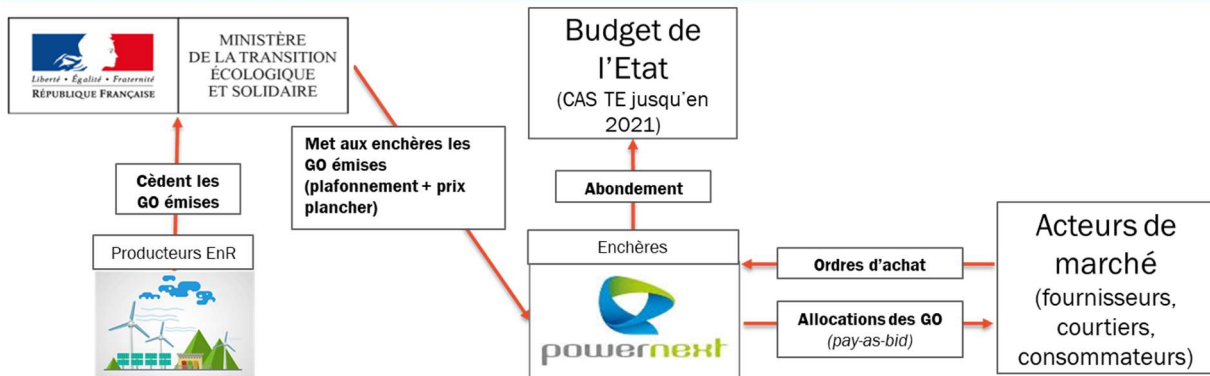 Liberté • Égalité • Fraternité
RÉPUBLIQUE FRANÇAISE
MINISTÈRE
DE LA TRANSITION
ÉCOLOGIQUE
ET SOLIDAIRE
Cèdent les
GO émises
Producteurs EnR
Met aux enchères les
GO émises
(plafonnement + prix
plancher)
Budget de
l'Etat
(CAS TE jusqu'en
2021)
Abondement
Enchères
powernext
Ordres d'achat
Allocations des GO
(pay-as-bid)
Acteurs de
marché
(fournisseurs,
courtiers,
consommateurs)